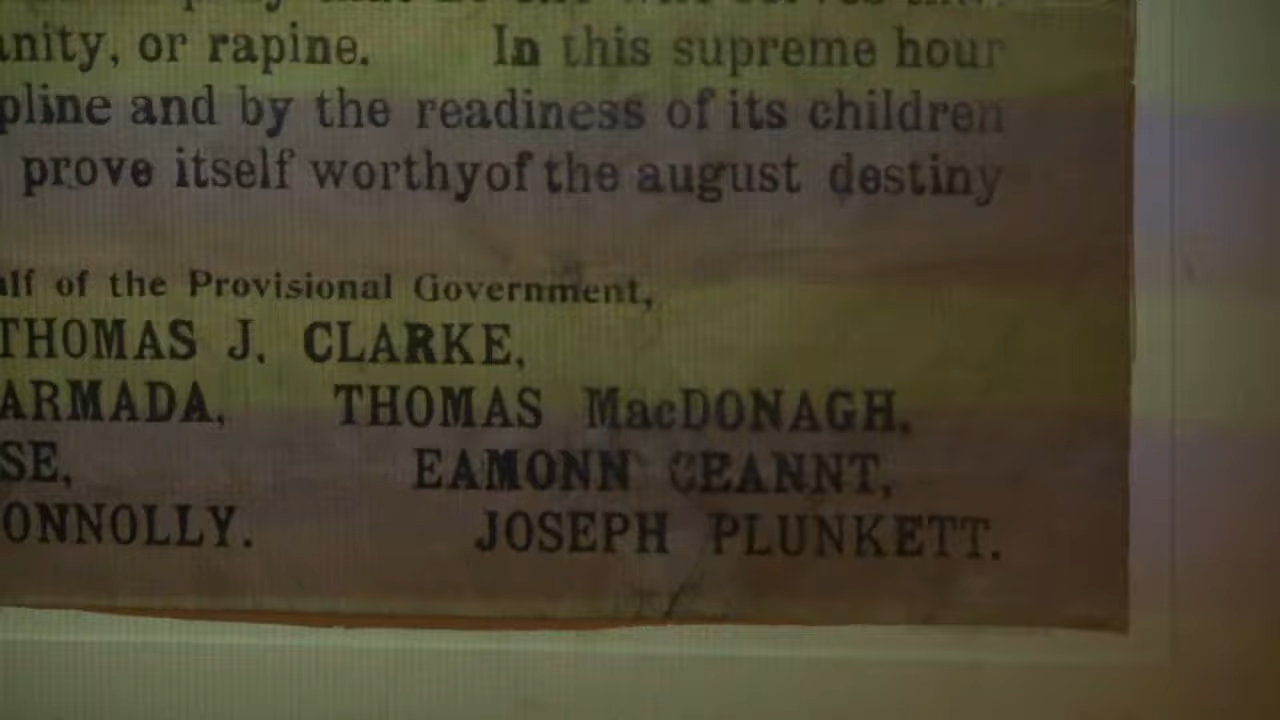 anity, or rapine. In this supreme hour
pline and by the readiness of its children
prove itself worthyof the august destiny
alf of the Provisional Government,
THOMAS J. CLARKE,
ARMADA, THOMAS MacDONAGH,
SE, EAMONN CEANNT,
ONNOLLY. JOSEPH PLUNKETT.